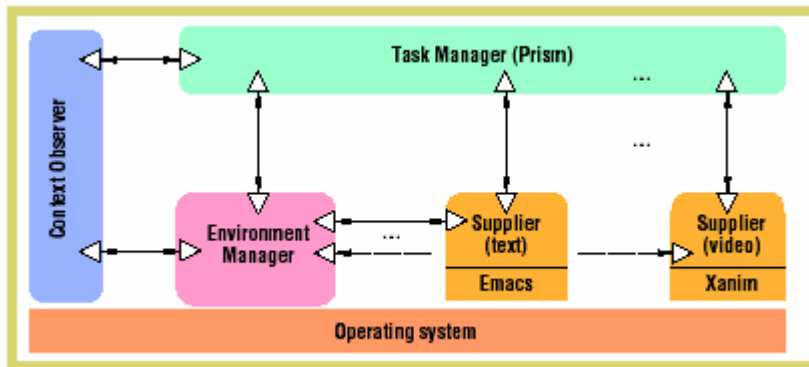 Task Manager (Prism)
...
...
...
Context Observer
Environment
Manager
...
Supplier
(text)
Emacs
Supplier
(video)
Xanim
Operating system